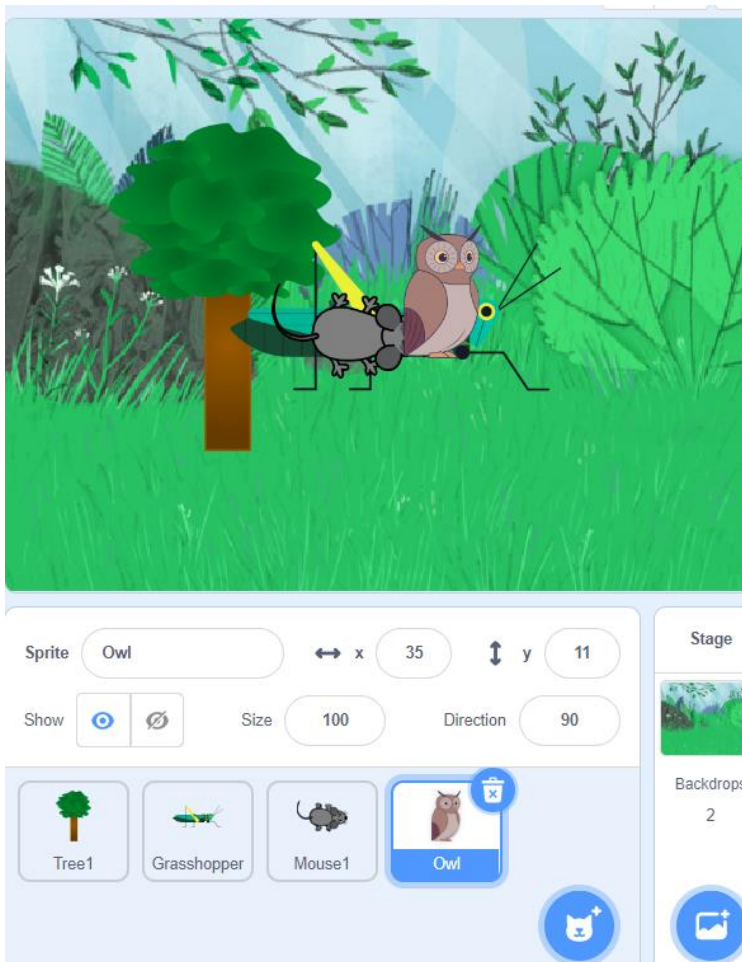 Sprite Owl x 35 y 11
Show Size 100 Direction 90
Tree1 Grasshopper Mouse1 Owl
Stage
Backdrops
2